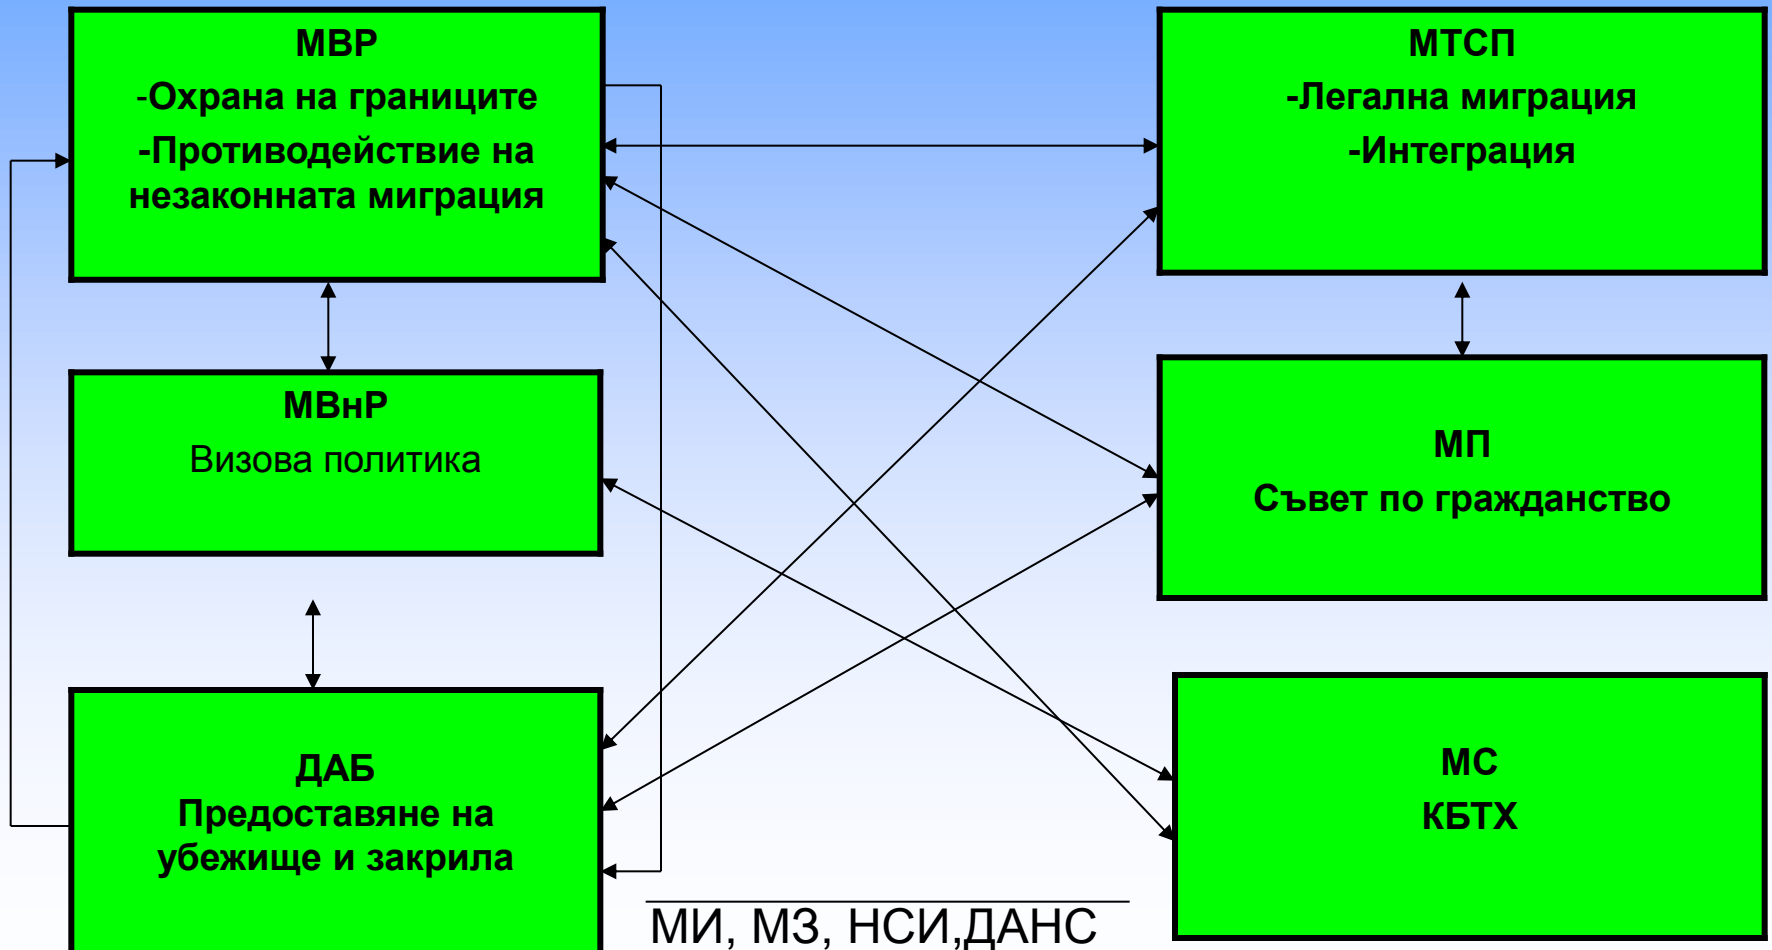 МВР
-Охрана на границите
-Противодействие на
незаконната миграция
МТСП
-Легална миграция
-Интеграция
МВнР
Визова политика
МП
Съвет по гражданство
ДАБ
Предоставяне на
убежище и закрила
МС
КБТХ
МИ, МЗ, НСИ,ДАНС